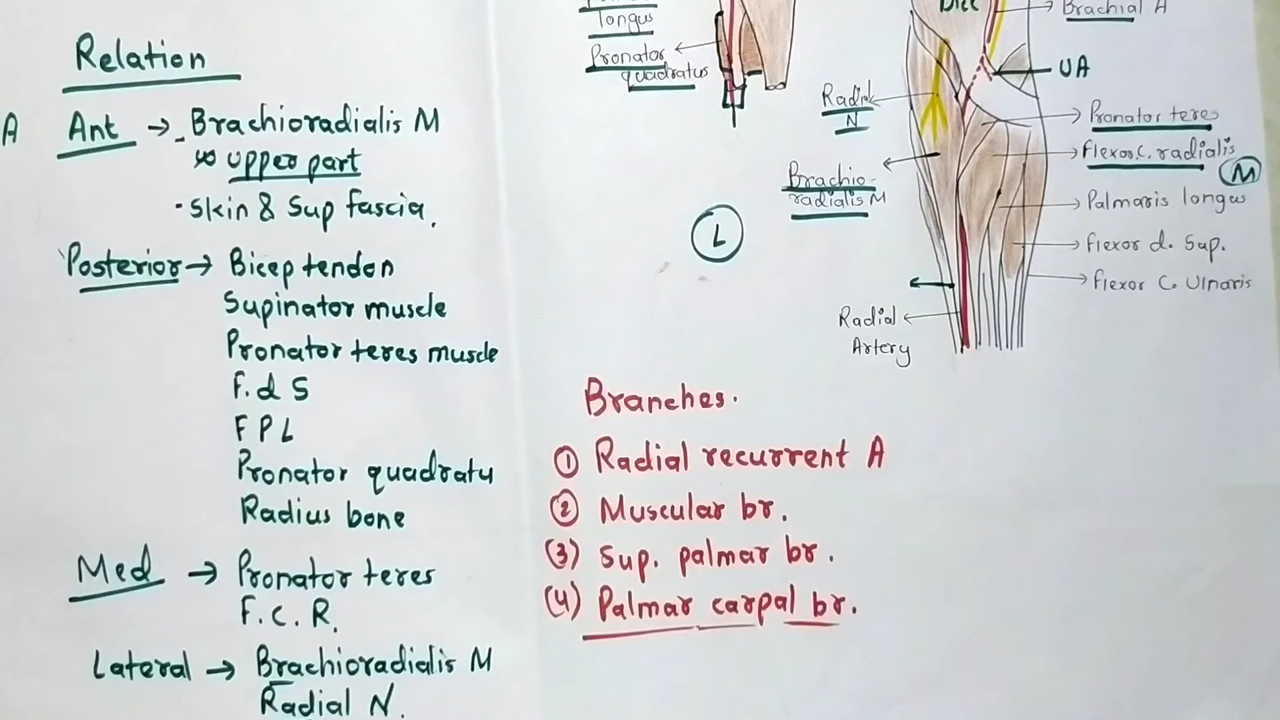 Relation
A Ant → Brachioradialis M
upper part
· Skin & Sup fascia.
Posterior → Bicep tendon
Supinator muscle
Pronator teres muscle
F. d S
F P L
Pronator quadratu
Radius bone
Med → Pronator teres
F. C. R.
Lateral → Brachioradialis M
Radial N.
longus
Pronator
quadratus
Brachial A
UA
Radial
N
Pronator teres
Flexor C. radialis
M
Brachio-
radialis M
Palmaris longus
L
Flexor d. Sup.
Flexor C. Ulnaris
Radial
Artery
Branches.
① Radial recurrent A
② Muscular br.
(3) Sup. palmar br.
(4) Palmar carpal br.